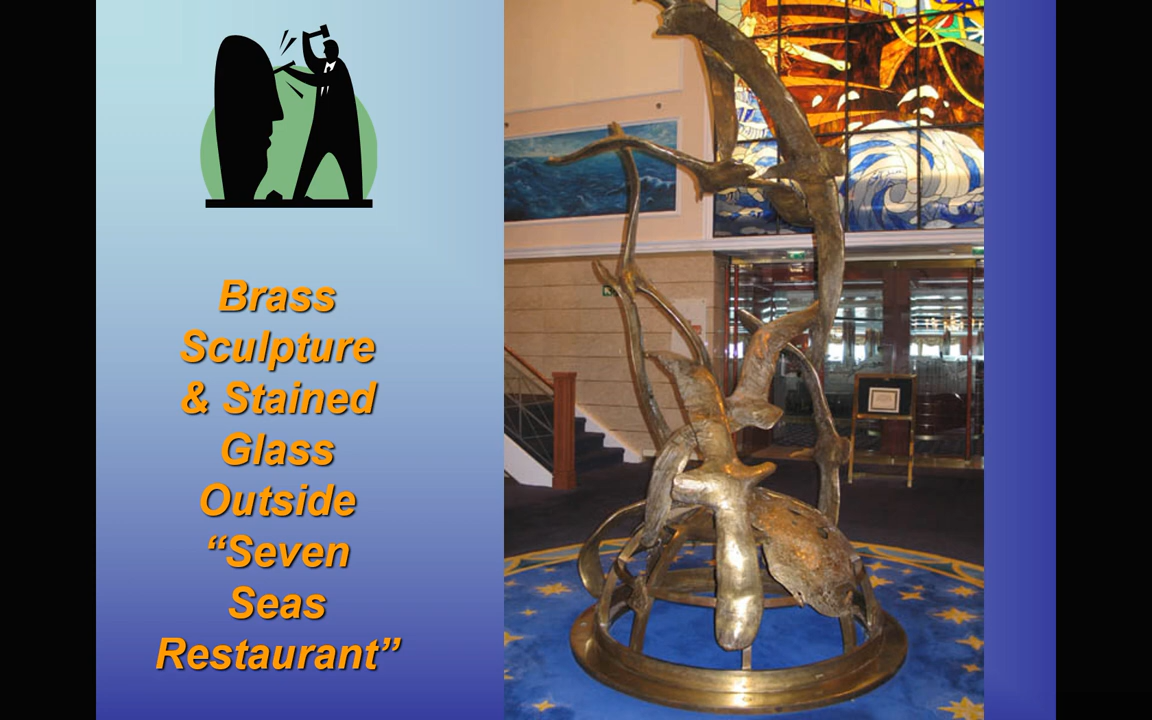 Brass
Sculpture
& Stained
Glass
Outside
“Seven
Seas
Restaurant”